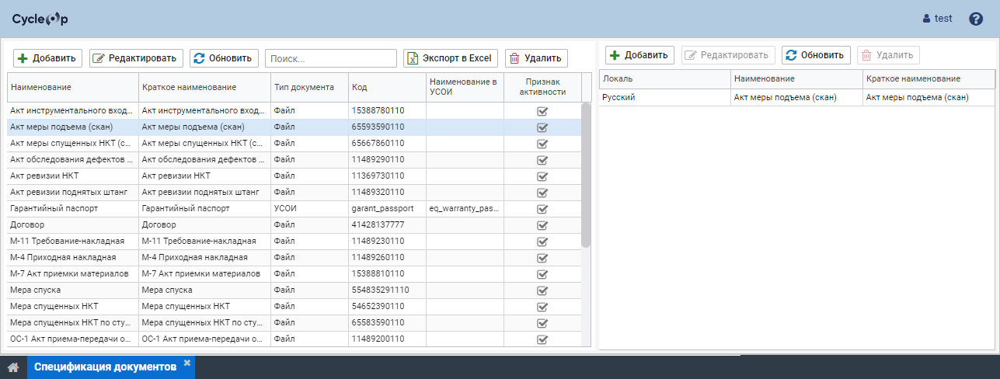 CycleOp
test
Добавить Редактировать Обновить Поиск... Экспорт в Excel Удалить
Наименование Краткое наименование Тип документа Код Наименование в УСОИ Признак активности
Акт инструментального вход... Акт инструментального вход... Файл 15388780110
Акт меры подъема (скан) Акт меры подъема (скан) Файл 65593590110
Акт меры спущенных НКТ (с... Акт меры спущенных НКТ (с... Файл 65667860110
Акт обследования дефектов ... Акт обследования дефектов ... Файл 11489290110
Акт ревизии НКТ Акт ревизии НКТ Файл 11369730110
Акт ревизии поднятых штанг Акт ревизии поднятых штанг Файл 11489320110
Гарантийный паспорт Гарантийный паспорт УСОИ garant_passport eq_warranty_pas...
Договор Договор Файл 41428137777
М-11 Требование-накладная М-11 Требование-накладная Файл 11489230110
М-4 Приходная накладная М-4 Приходная накладная Файл 11489260110
М-7 Акт приемки материалов М-7 Акт приемки материалов Файл 15388810110
Мера спуска Мера спуска Файл 554835291110
Мера спущенных НКТ Мера спущенных НКТ Файл 54652390110
Мера спущенных НКТ по сту... Мера спущенных НКТ по сту... Файл 65583590110
ОС-1 Акт приема-передачи о... ОС-1 Акт приема-передачи о... Файл 11489200110
Добавить Редактировать Обновить Удалить
Локаль Наименование Краткое наименование
Русский Акт меры подъема (скан) Акт меры подъема (скан)
Спецификация документов